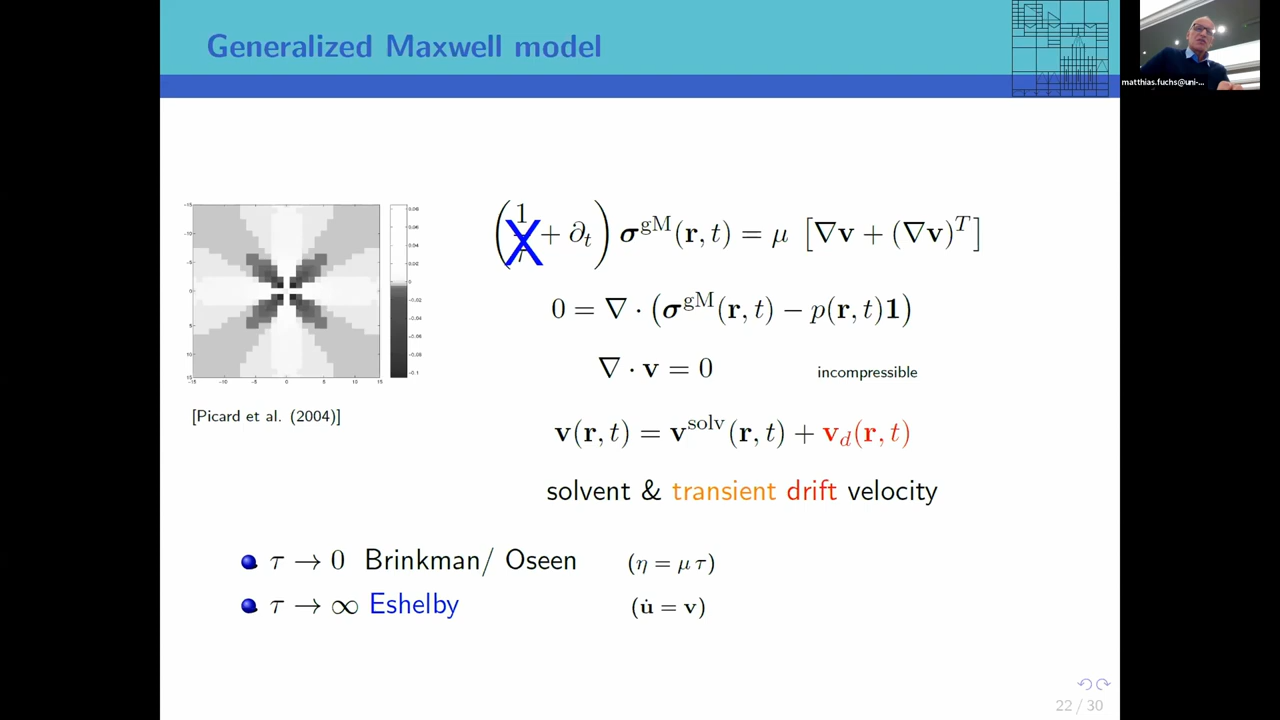 Generalized Maxwell model
matthias.fuchs@uni-...
(1/τ + ∂t) σ^gM(r, t) = μ [∇v + (∇v)^T]
0 = ∇ · (σ^gM(r, t) − p(r, t)1)
∇ · v = 0 incompressible
[Picard et al. (2004)]
v(r, t) = v^solv(r, t) + v_d(r, t)
solvent & transient drift velocity
τ → 0 Brinkman/ Oseen (η = μ τ)
τ → ∞ Eshelby (u̇ = v)
22 / 30